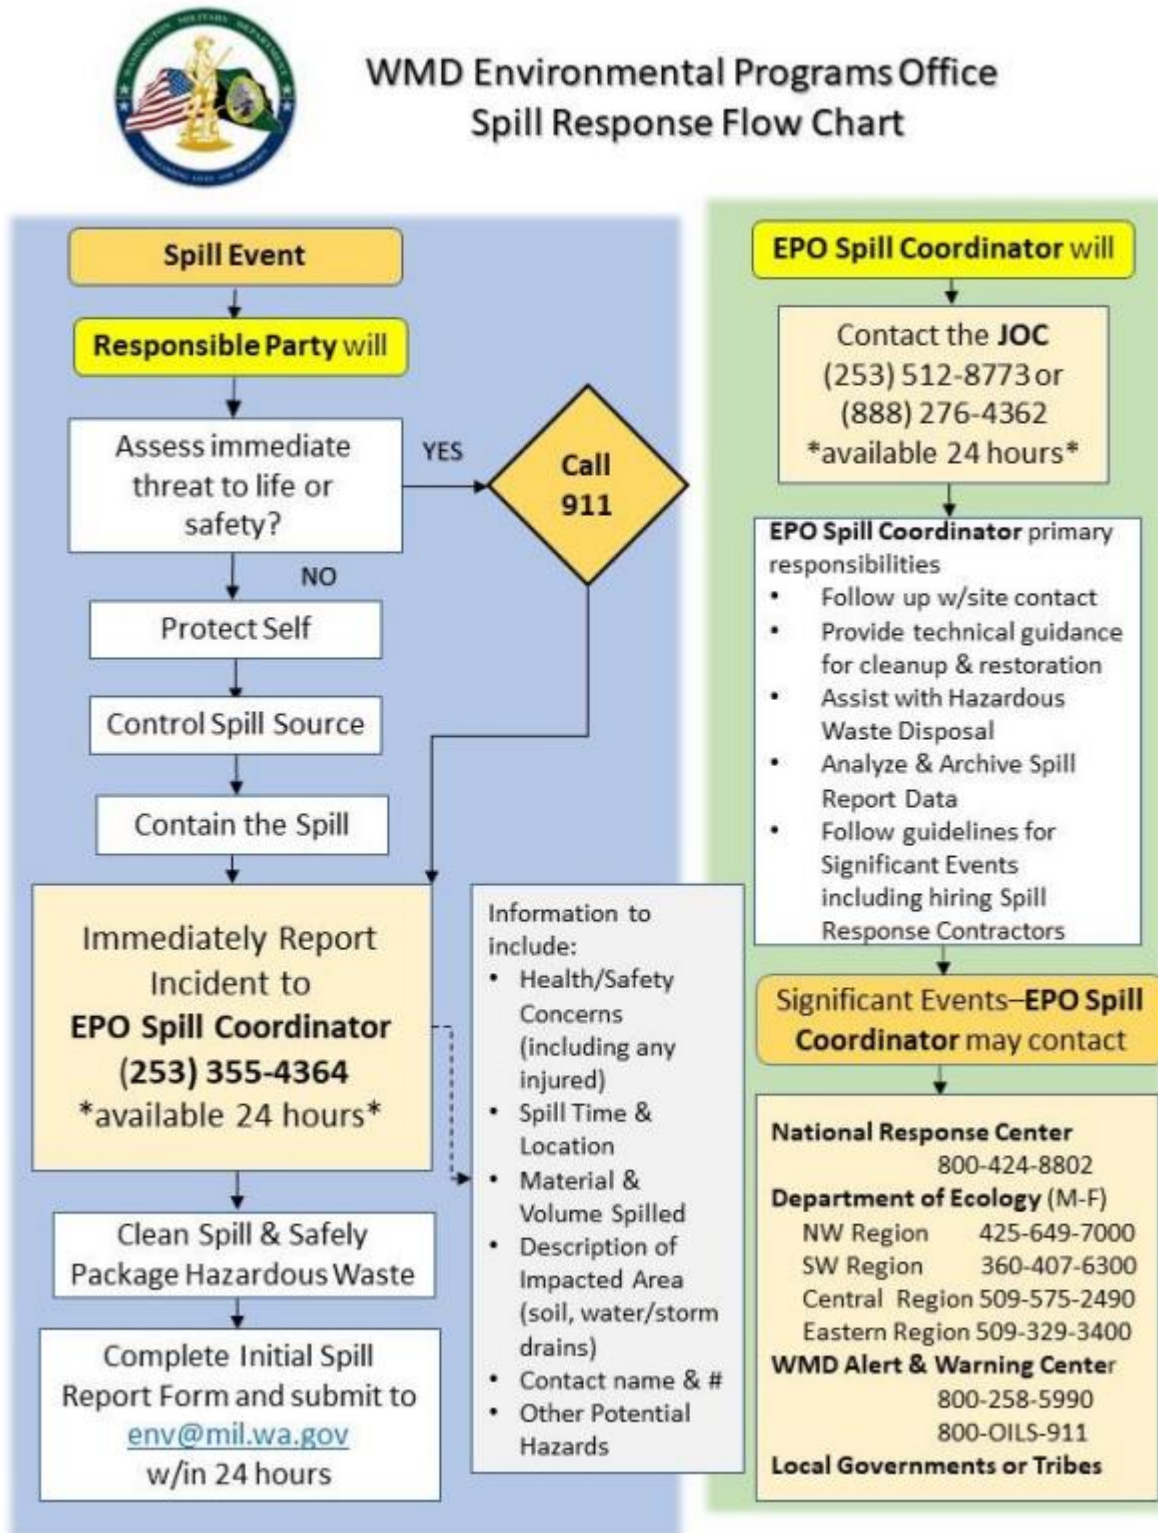 WASHINGTON MILITARY DEPARTMENT
SAFEGUARDING LIVES AND PROPERTY
WMD Environmental Programs Office
Spill Response Flow Chart
Spill Event
Responsible Party will
Assess immediate
threat to life or
safety?
YES
Call
911
NO
Protect Self
Control Spill Source
Contain the Spill
Immediately Report
Incident to
EPO Spill Coordinator
(253) 355-4364
*available 24 hours*
Clean Spill & Safely
Package Hazardous Waste
Complete Initial Spill
Report Form and submit to
env@mil.wa.gov
w/in 24 hours
Information to
include:
• Health/Safety
Concerns
(including any
injured)
• Spill Time &
Location
• Material &
Volume Spilled
• Description of
Impacted Area
(soil, water/storm
drains)
• Contact name & #
• Other Potential
Hazards
EPO Spill Coordinator will
Contact the JOC
(253) 512-8773 or
(888) 276-4362
*available 24 hours*
EPO Spill Coordinator primary
responsibilities
• Follow up w/site contact
• Provide technical guidance
for cleanup & restoration
• Assist with Hazardous
Waste Disposal
• Analyze & Archive Spill
Report Data
• Follow guidelines for
Significant Events
including hiring Spill
Response Contractors
Significant Events–EPO Spill
Coordinator may contact
National Response Center
800-424-8802
Department of Ecology (M-F)
NW Region 425-649-7000
SW Region 360-407-6300
Central Region 509-575-2490
Eastern Region 509-329-3400
WMD Alert & Warning Center
800-258-5990
800-OILS-911
Local Governments or Tribes